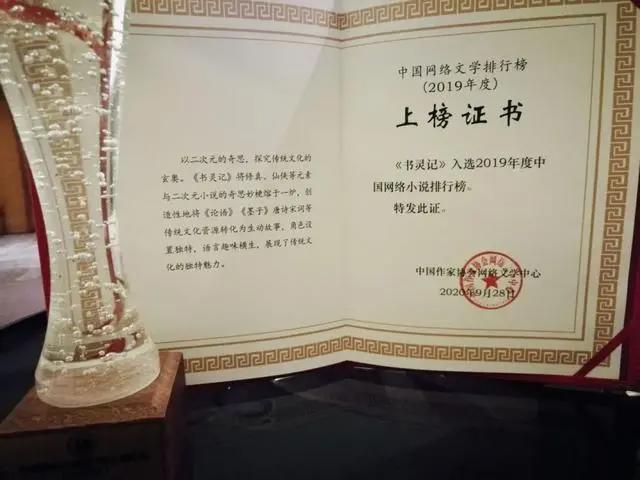 以二次元的奇思，探究传统文化的
玄奥。《书灵记》将修真、仙侠等元素
与二次元小说的奇思妙梗熔于一炉，创
造性地将《论语》《墨子》唐诗宋词等
传统文化资源转化为生动故事，角色设
置独特，语言趣味横生，展现了传统文
化的独特魅力。
中国网络文学排行榜
（2019年度）
上榜证书
《书灵记》入选2019年度中
国网络小说排行榜。
特发此证。
中国作家协会网络文学中心
2020年9月28日